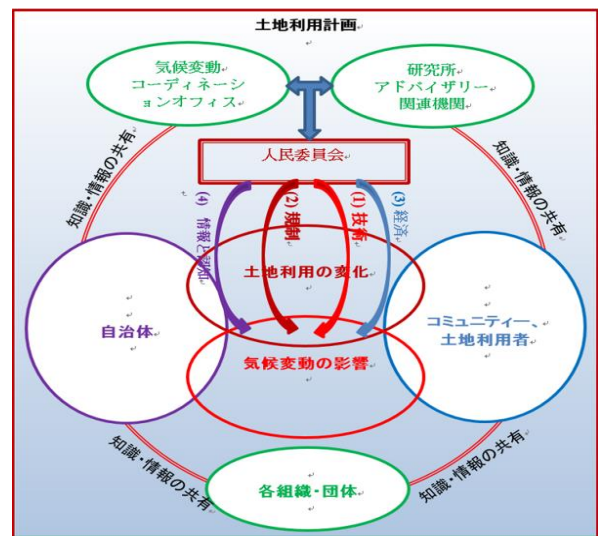 土地利用計画
気候変動
コーディネーシ
ョンオフィス
研究所
アドバイザリー
関連機関
知識・情報の共有
知識・情報の共有
人民委員会
(4) 情報と認知
(2) 規制
(1) 技術
(3) 経済
土地利用の変化
自治体
コミュニティー、
土地利用者
気候変動の影響
知識・情報の共有
知識・情報の共有
各組織・団体